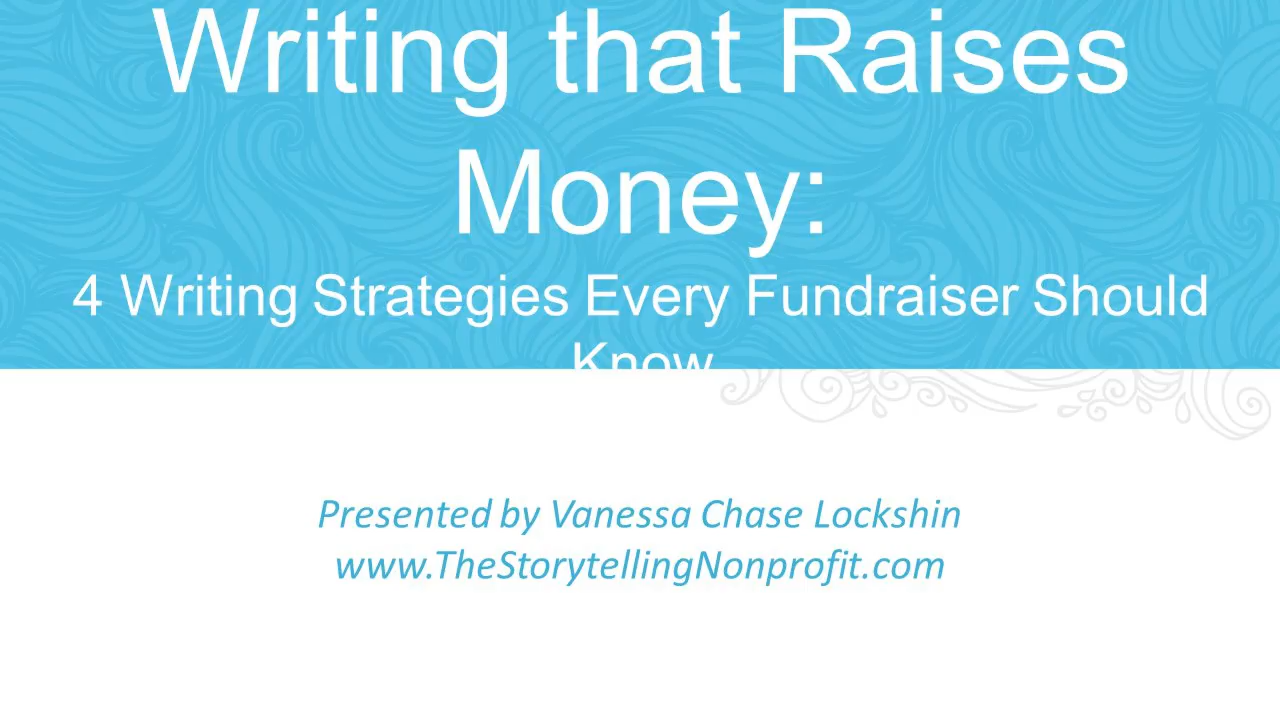 Writing that Raises
Money:
4 Writing Strategies Every Fundraiser Should
Know
Presented by Vanessa Chase Lockshin
www.TheStorytellingNonprofit.com